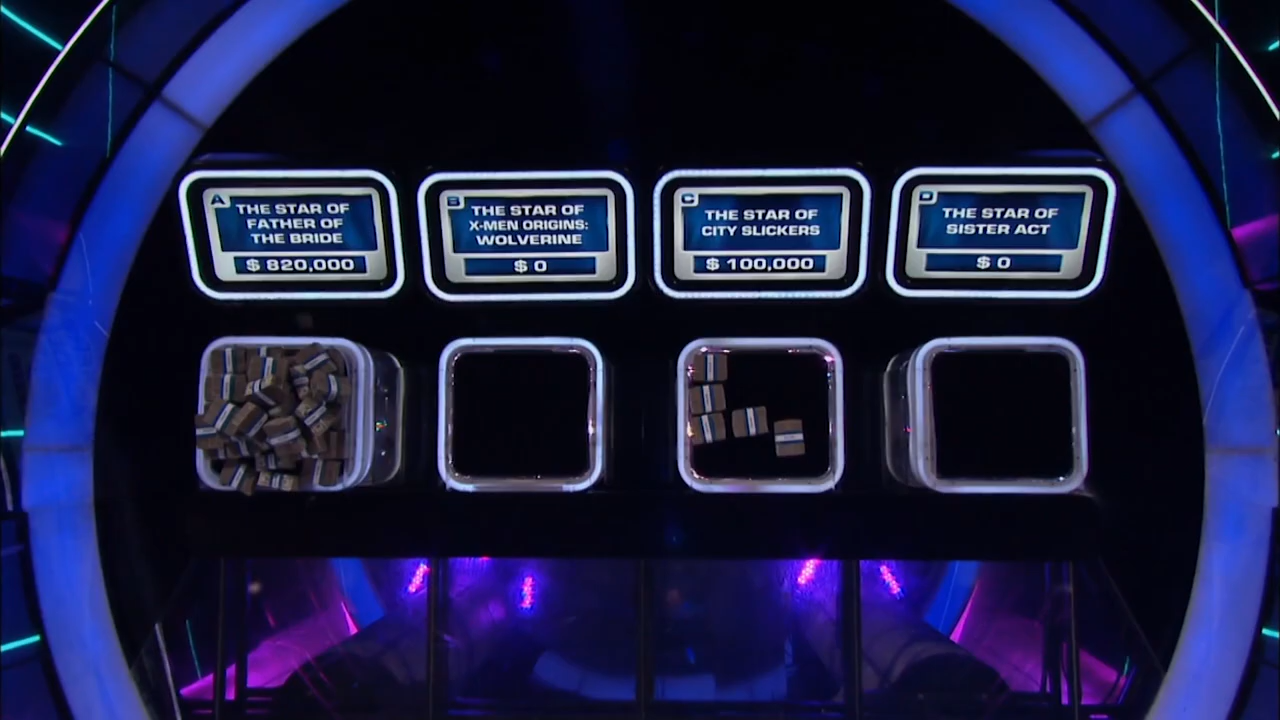 A
THE STAR OF
FATHER OF
THE BRIDE
$ 820,000
B
THE STAR OF
X-MEN ORIGINS:
WOLVERINE
$ 0
C
THE STAR OF
CITY SLICKERS
$ 100,000
D
THE STAR OF
SISTER ACT
$ 0